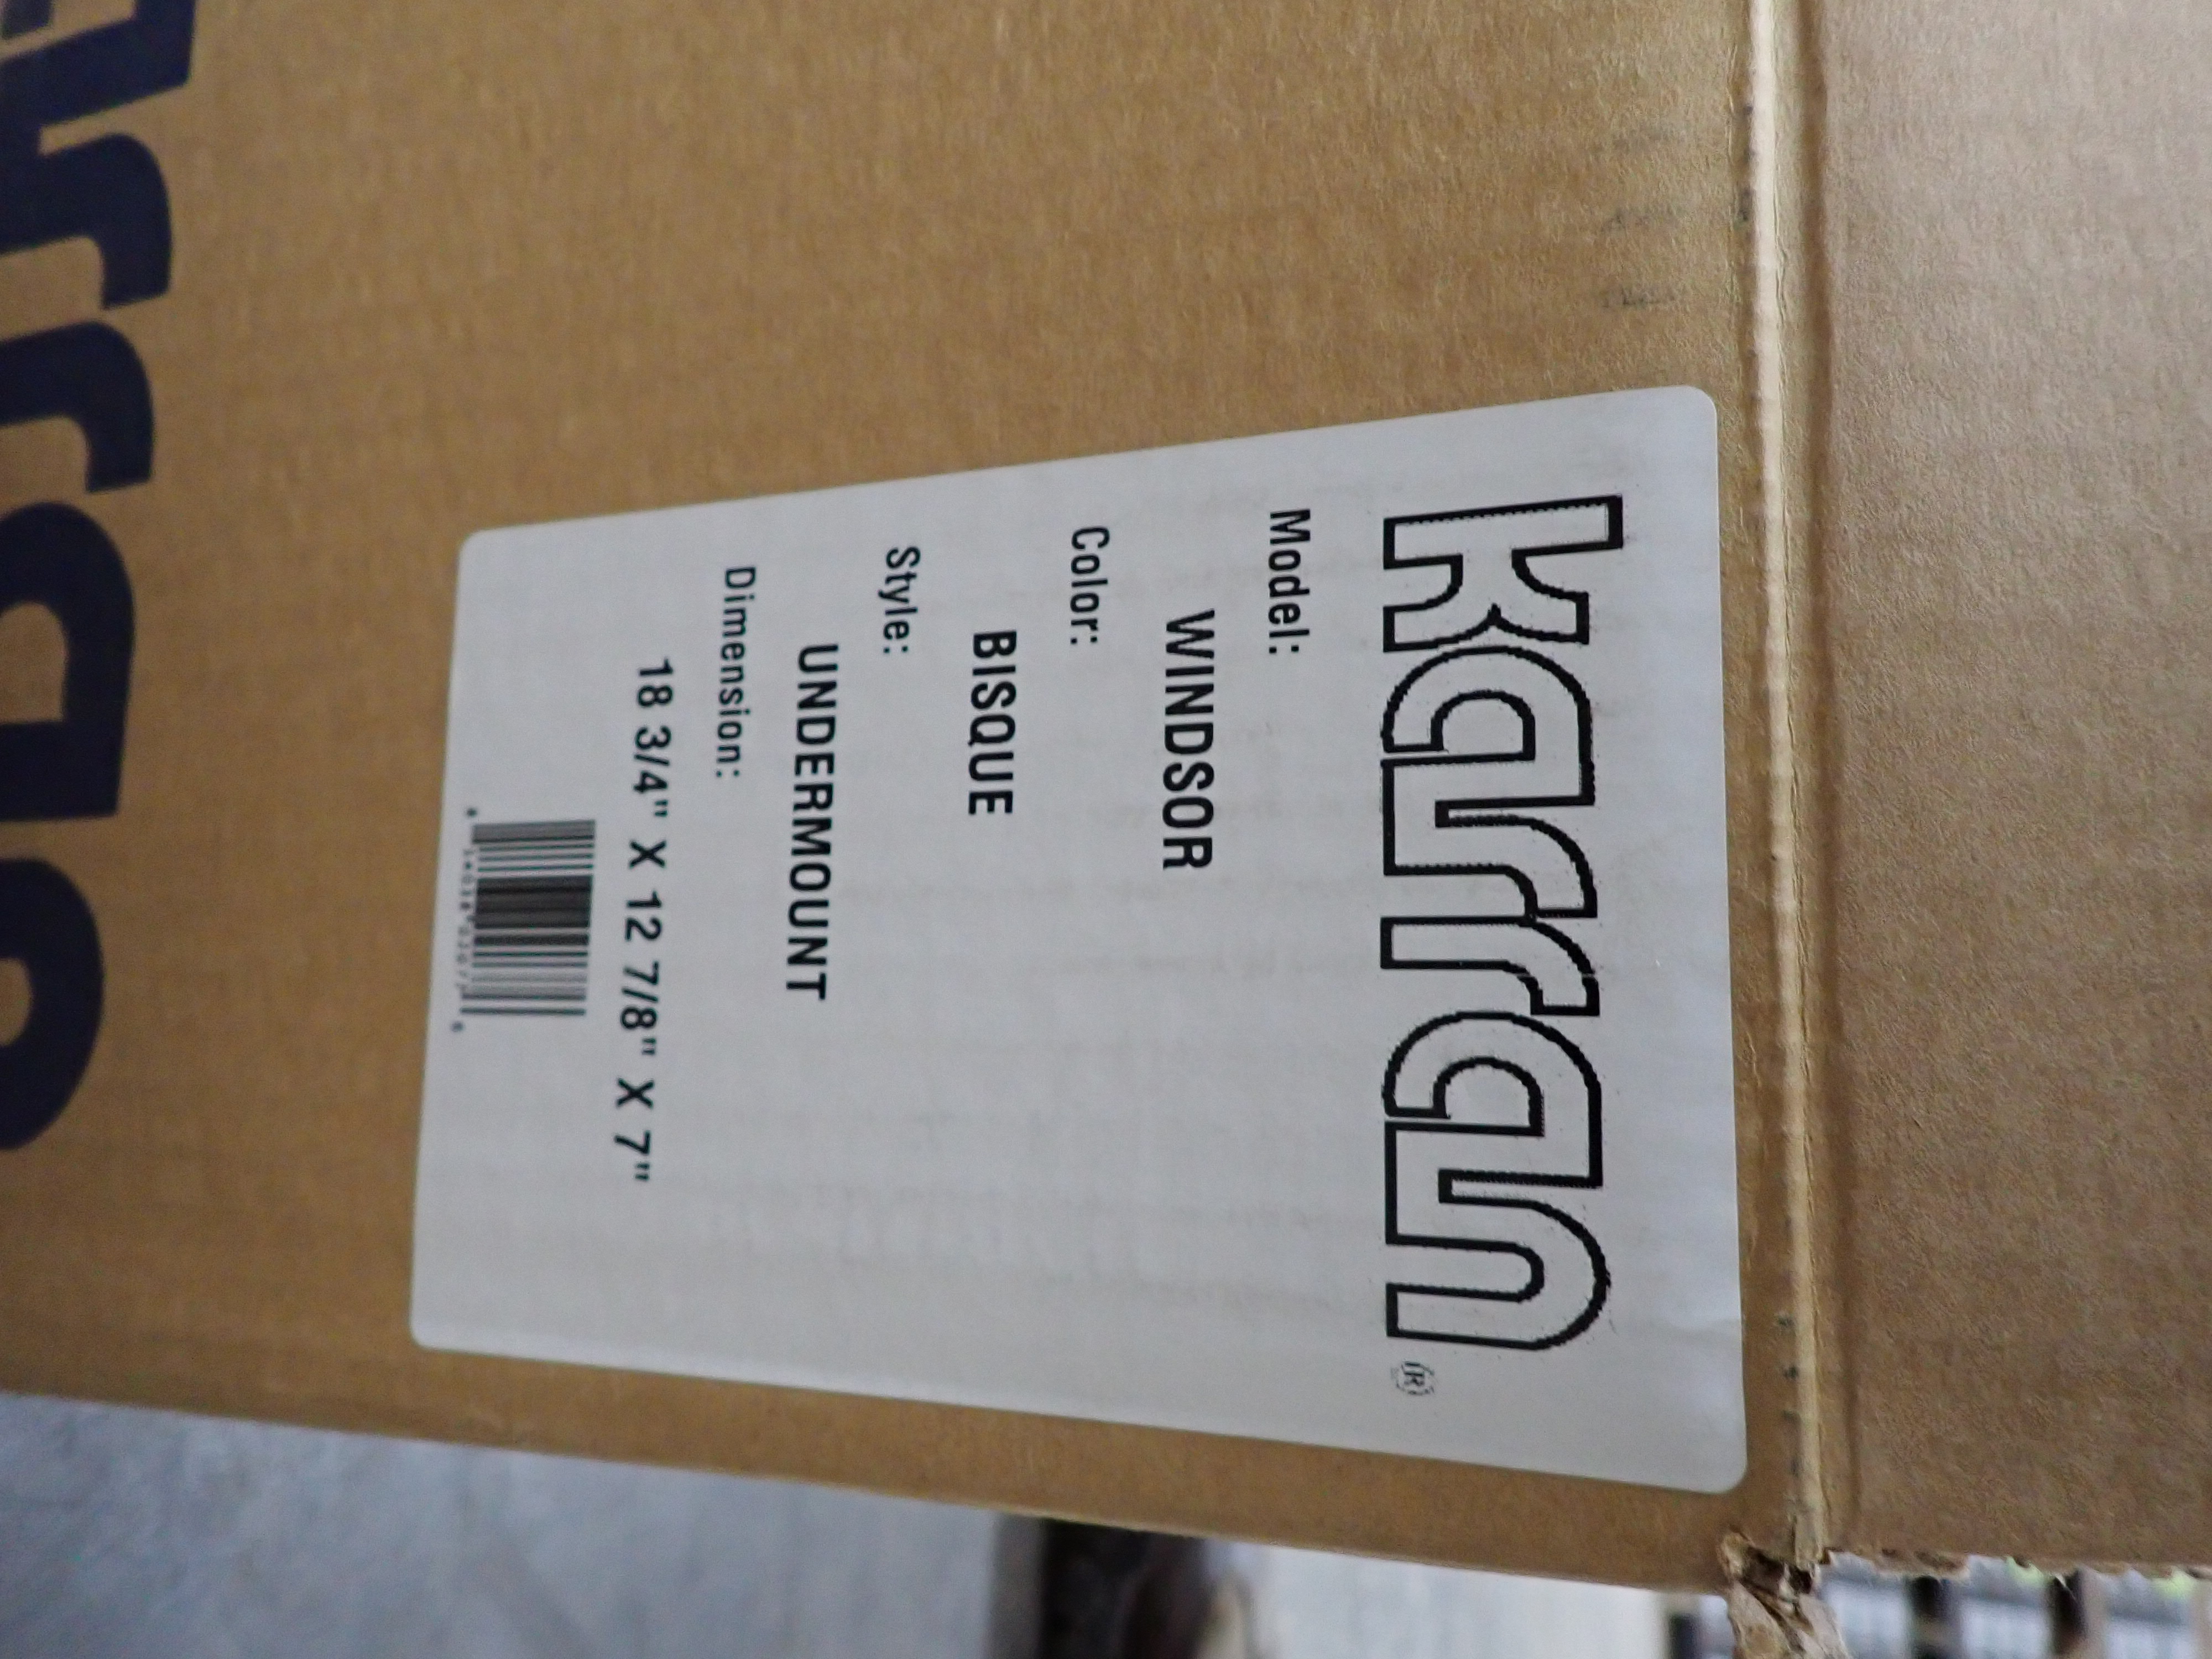 karran®
Model:
WINDSOR
Color:
BISQUE
Style:
UNDERMOUNT
Dimension:
18 3/4" X 12 7/8" X 7"